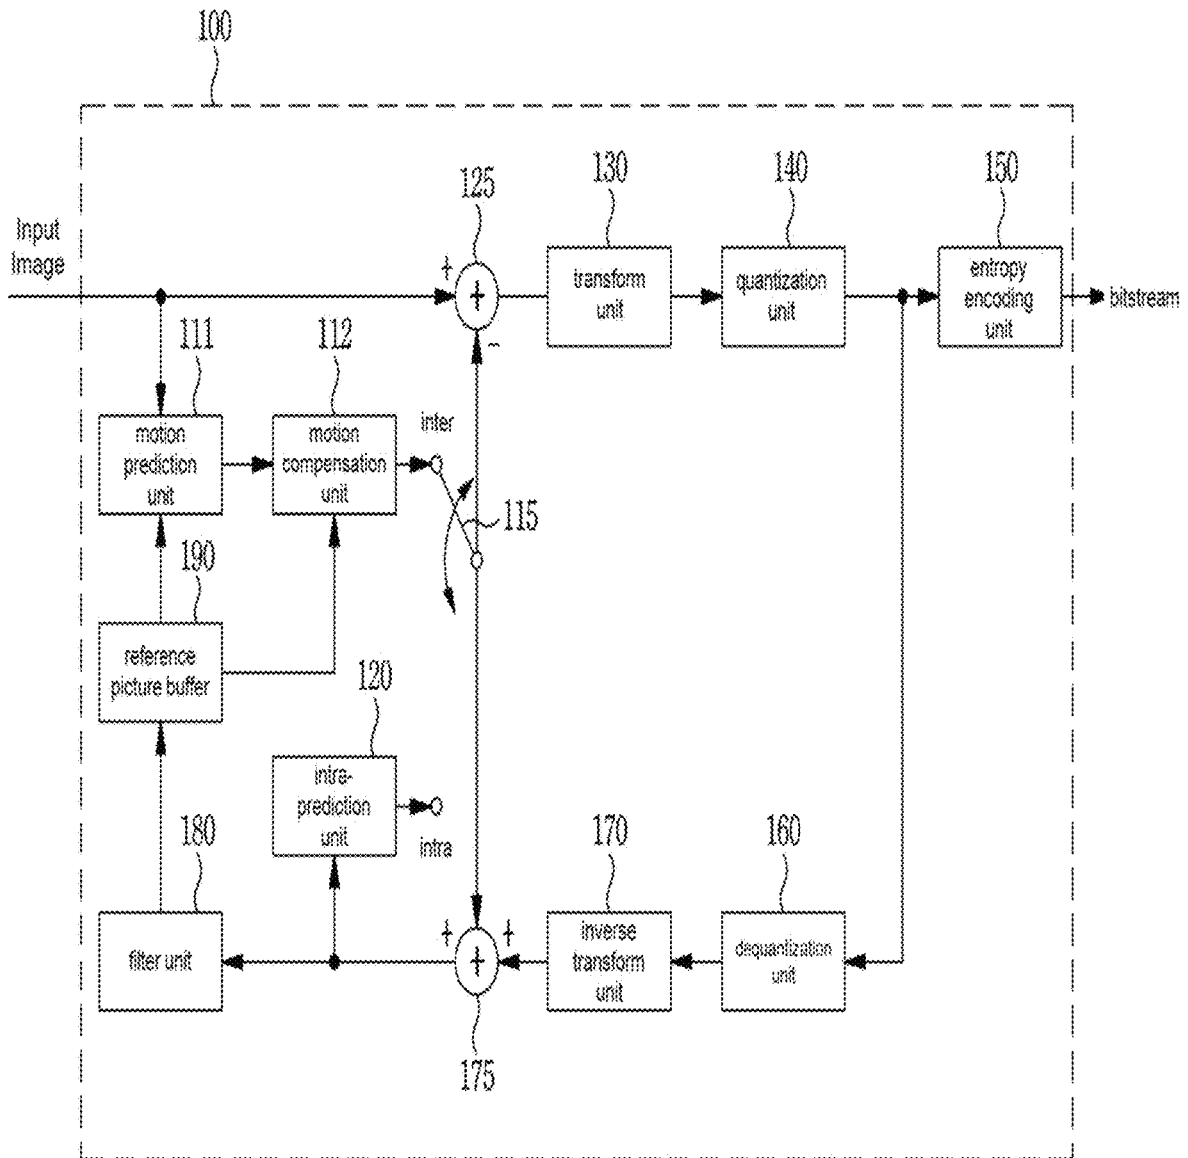 100
125
130
140
150
Input
Image
+
+
-
transform
unit
quantization
unit
entropy
encoding
unit
bitstream
111
112
motion
prediction
unit
motion
compensation
unit
inter
115
190
reference
picture buffer
120
intra-
prediction
unit
intra
180
170
160
filter unit
+
+
+
inverse
transform
unit
dequantization
unit
175